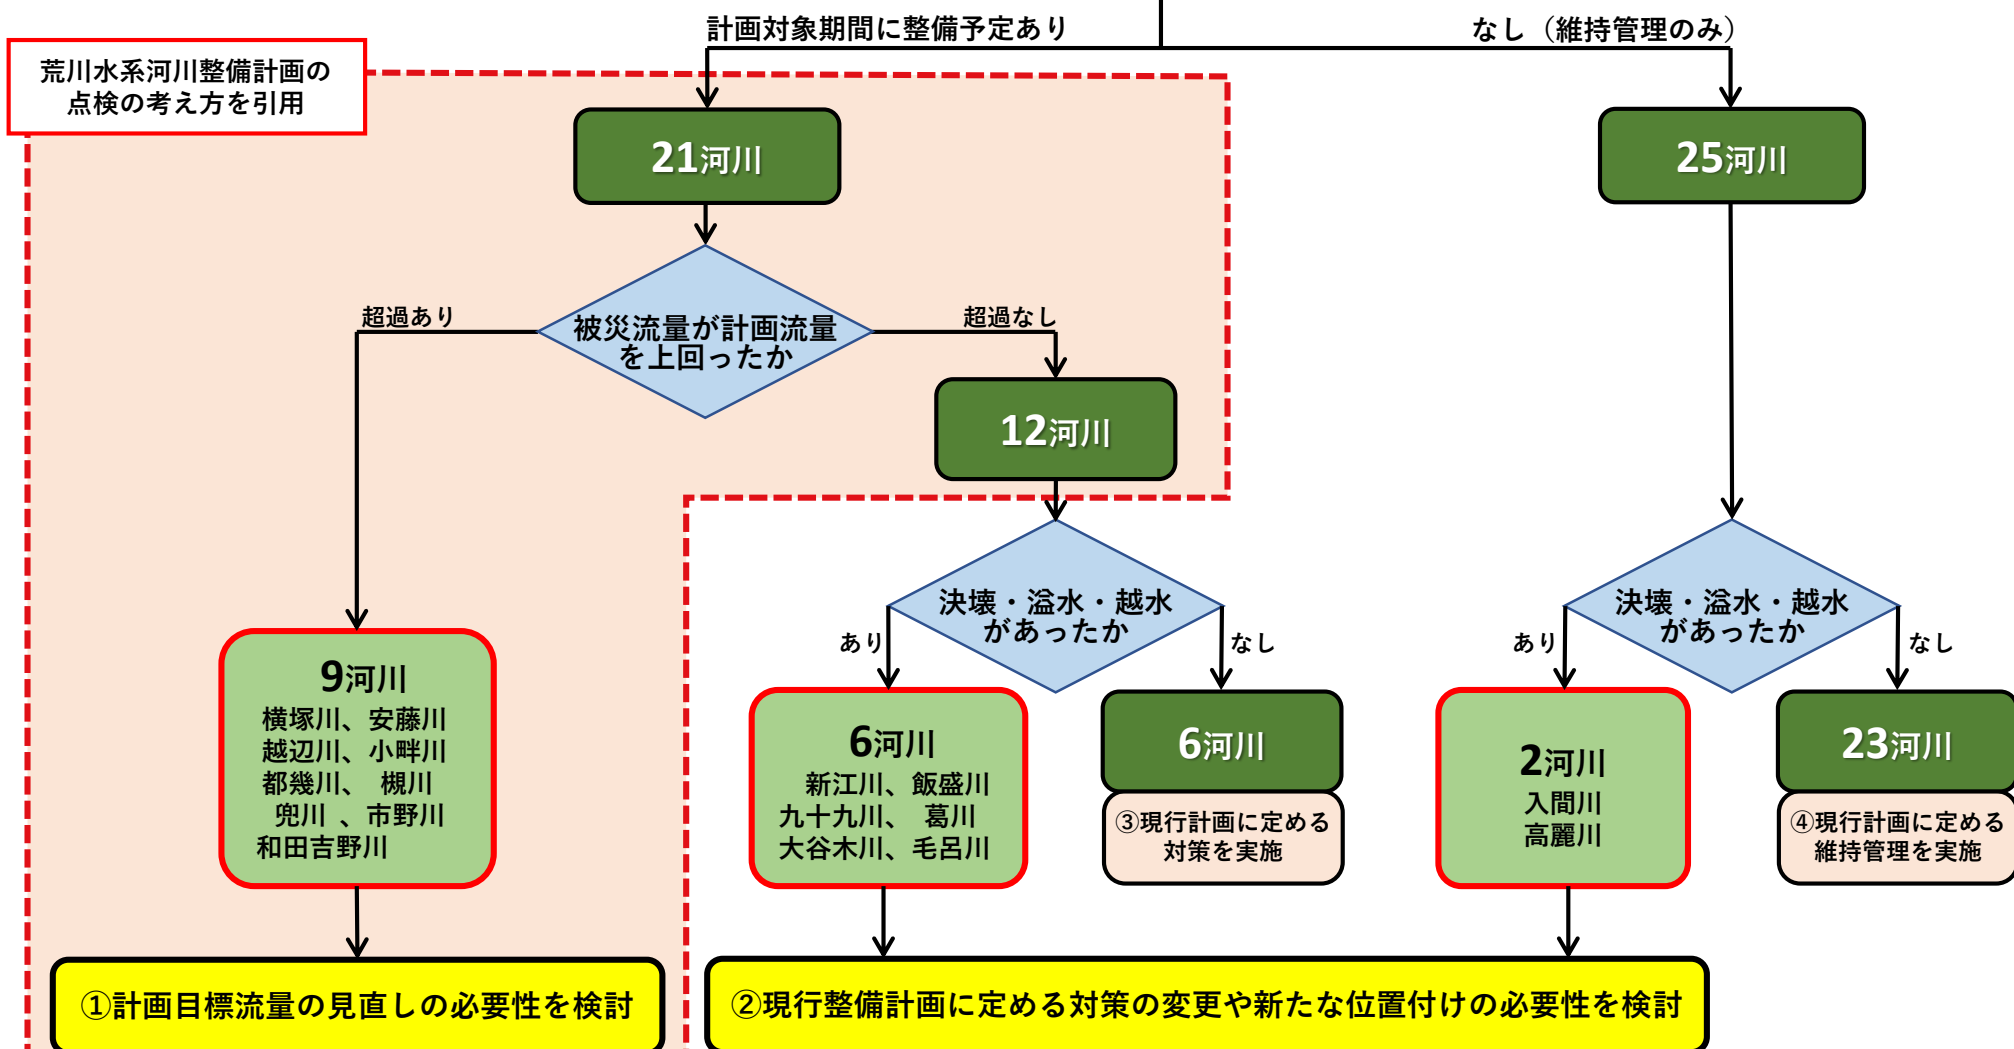 計画対象期間に整備予定あり
なし（維持管理のみ）
荒川水系河川整備計画の
点検の考え方を引用
21河川
25河川
被災流量が計画流量
を上回ったか
超過あり
超過なし
12河川
決壊・溢水・越水
があったか
あり
なし
決壊・溢水・越水
があったか
あり
なし
9河川
横塚川、安藤川
越辺川、小畔川
都幾川、 槻川
兜川 、市野川
和田吉野川
6河川
新江川、飯盛川
九十九川、 葛川
大谷木川、毛呂川
6河川
③現行計画に定める
対策を実施
2河川
入間川
高麗川
23河川
④現行計画に定める
維持管理を実施
①計画目標流量の見直しの必要性を検討
②現行整備計画に定める対策の変更や新たな位置付けの必要性を検討